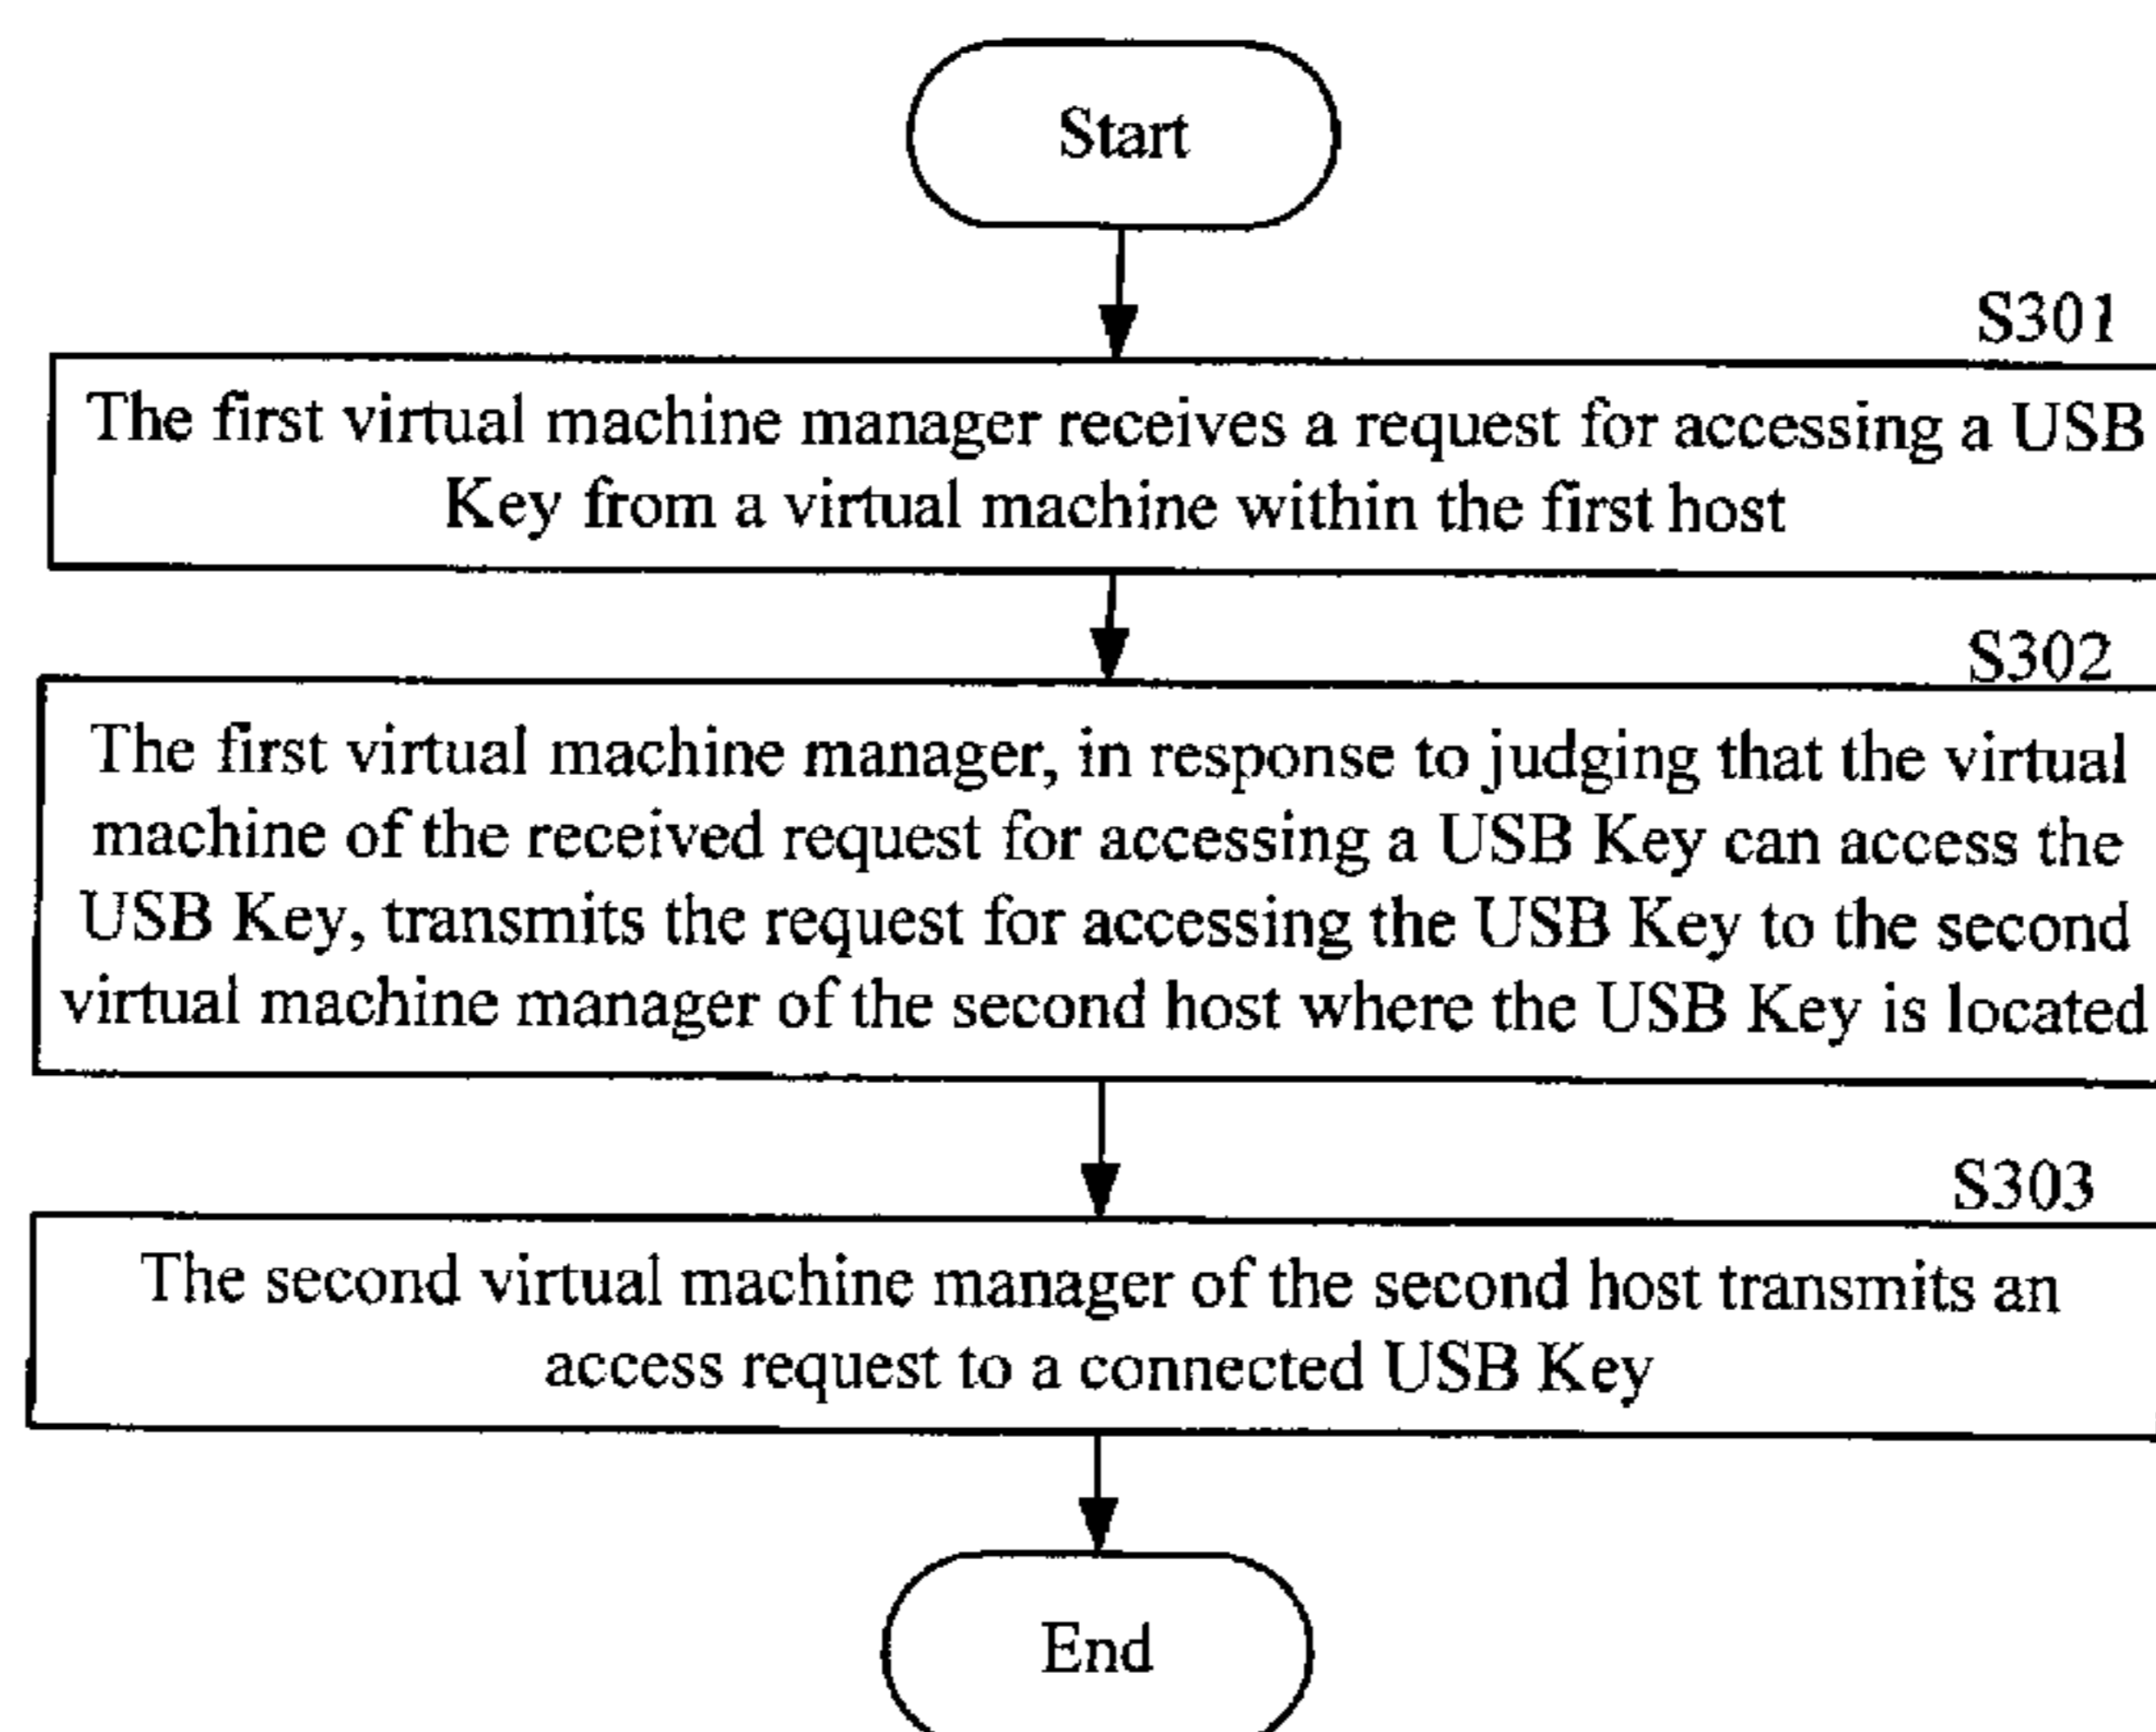 Start
S301
The first virtual machine manager receives a request for accessing a USB
Key from a virtual machine within the first host
S302
The first virtual machine manager, in response to judging that the virtual
machine of the received request for accessing a USB Key can access the
USB Key, transmits the request for accessing the USB Key to the second
virtual machine manager of the second host where the USB Key is located
S303
The second virtual machine manager of the second host transmits an
access request to a connected USB Key
End